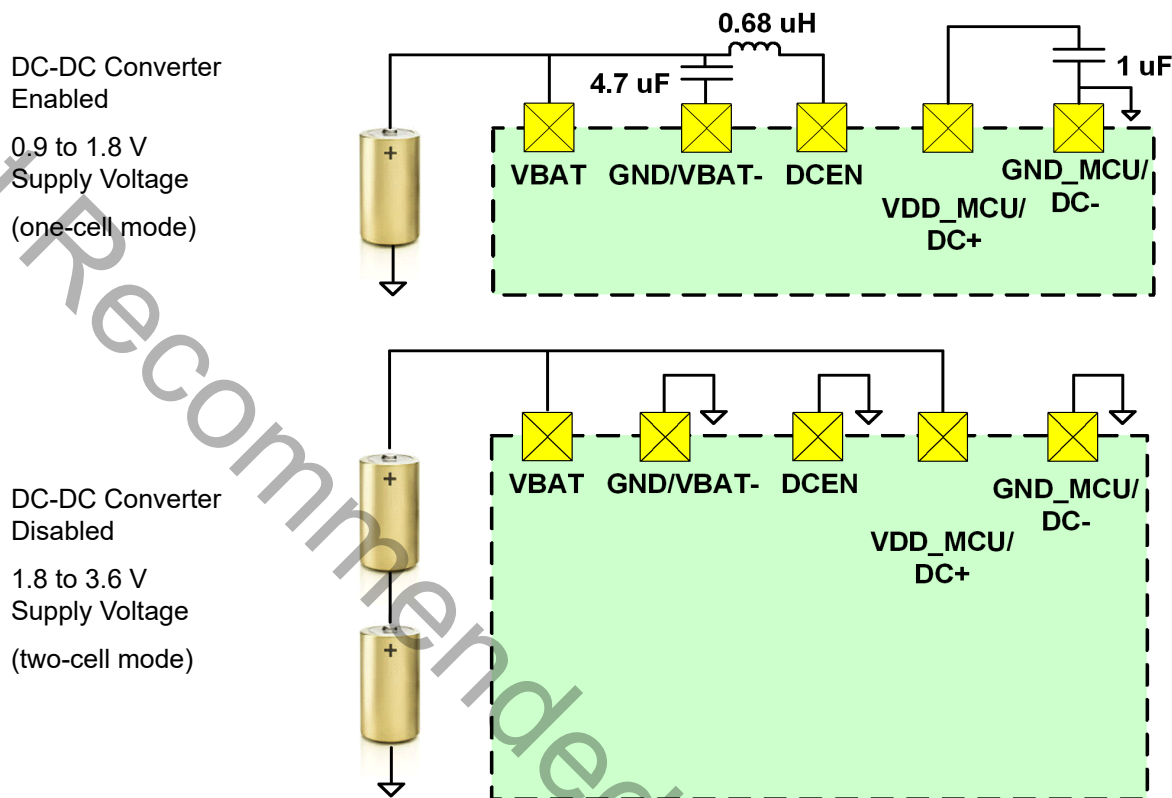 DC-DC Converter
Enabled
0.9 to 1.8 V
Supply Voltage
(one-cell mode)
0.68 uH
4.7 uF
1 uF
+
VBAT
GND/VBAT-
DCEN
VDD_MCU/
DC+
GND_MCU/
DC-
DC-DC Converter
Disabled
1.8 to 3.6 V
Supply Voltage
(two-cell mode)
+
+
VBAT
GND/VBAT-
DCEN
VDD_MCU/
DC+
GND_MCU/
DC-
t Recommended